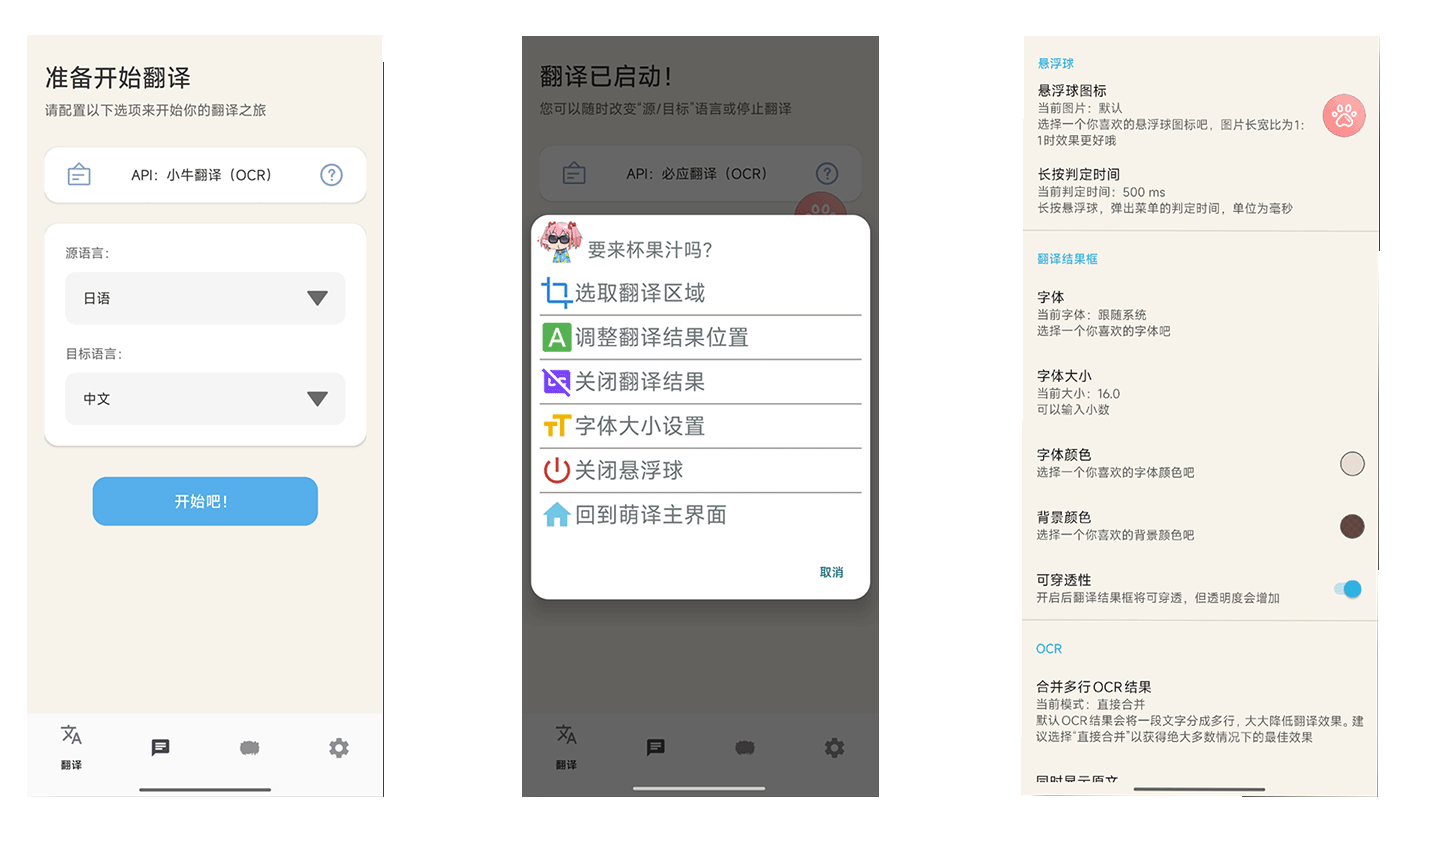 准备开始翻译
请配置以下选项来开始你的翻译之旅
API：小牛翻译（OCR）
源语言：
日语
目标语言：
中文
开始吧！
翻译
翻译已启动！
您可以随时改变“源/目标”语言或停止翻译
API：必应翻译（OCR）
要来杯果汁吗？
选取翻译区域
调整翻译结果位置
关闭翻译结果
字体大小设置
关闭悬浮球
回到萌译主界面
取消
翻译
悬浮球
悬浮球图标
当前图片：默认
选择一个你喜欢的悬浮球图标吧，图片长宽比为1：
1时效果更好哦
长按判定时间
当前判定时间：500 ms
长按悬浮球，弹出菜单的判定时间，单位为毫秒
翻译结果框
字体
当前字体：跟随系统
选择一个你喜欢的字体吧
字体大小
当前大小：16.0
可以输入小数
字体颜色
选择一个你喜欢的字体颜色吧
背景颜色
选择一个你喜欢的背景颜色吧
可穿透性
开启后翻译结果框将可穿透，但透明度会增加
OCR
合并多行OCR结果
当前模式：直接合并
默认OCR结果会将一段文字分成多行，大大降低翻译效果。建
议选择“直接合并”以获得绝大多数情况下的最佳效果
同时显示原文